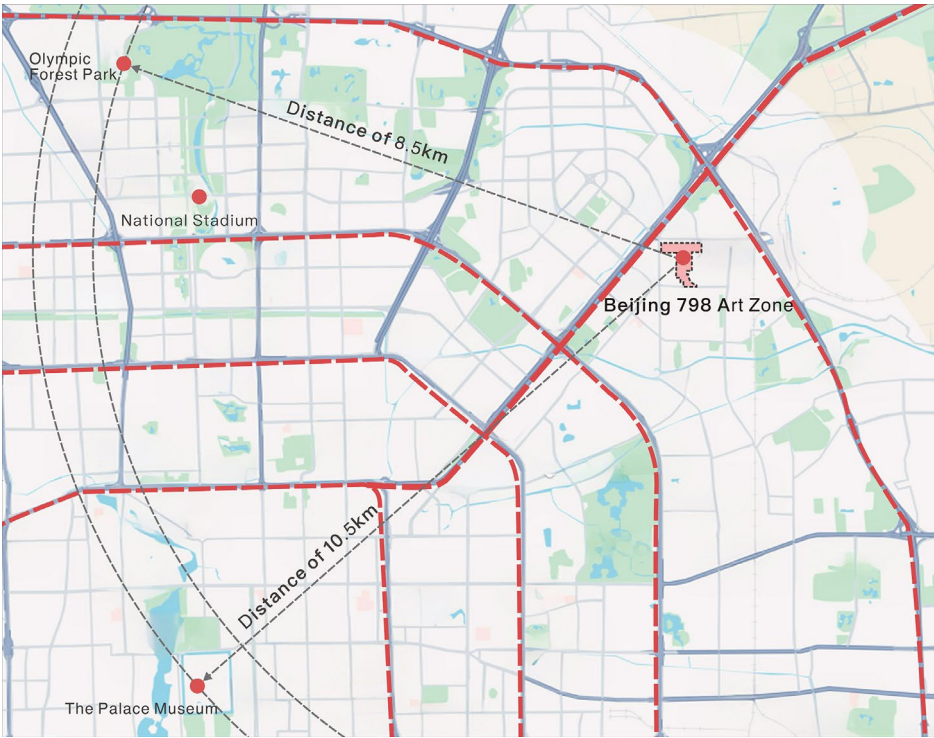 Olympic
Forest Park
Distance of 8.5km
National Stadium
Beijing 798 Art Zone
Distance of 10.5km
The Palace Museum